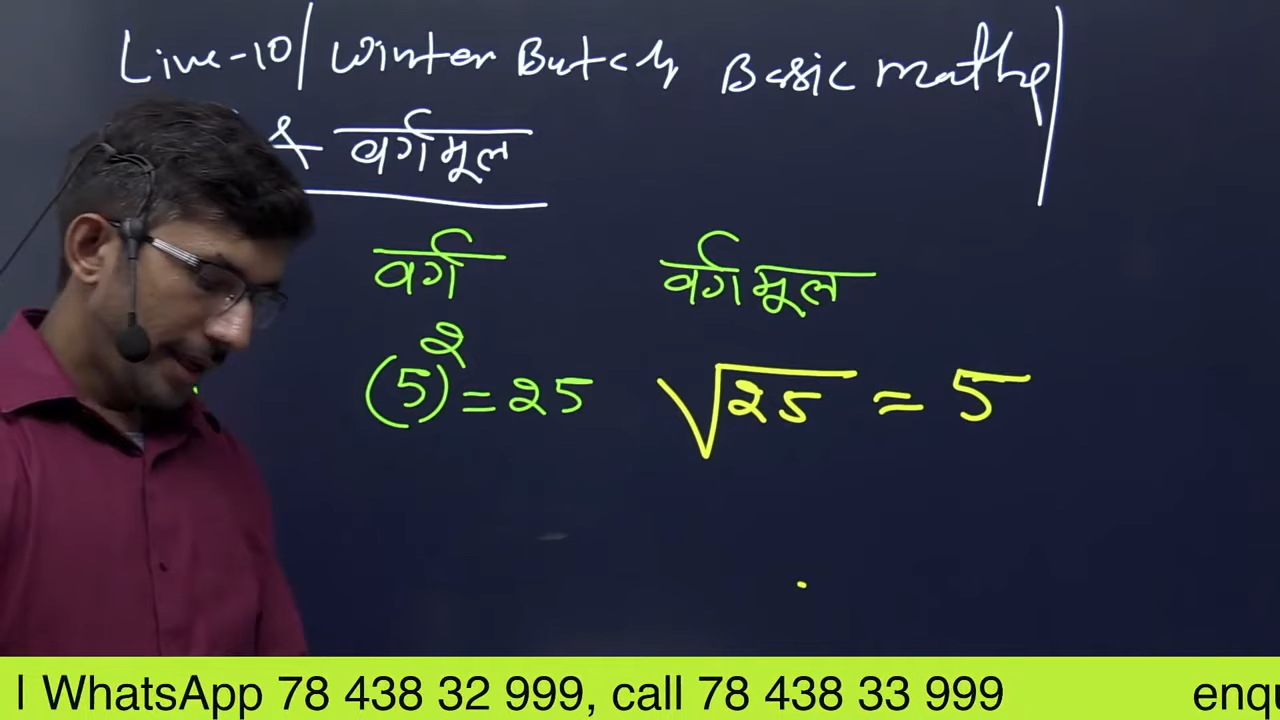 Live-10 | Winter Butch Basic maths |
& वर्गमूल
वर्ग वर्गमूल
(5)² = 25 √25 = 5
| WhatsApp 78 438 32 999, call 78 438 33 999 enqu